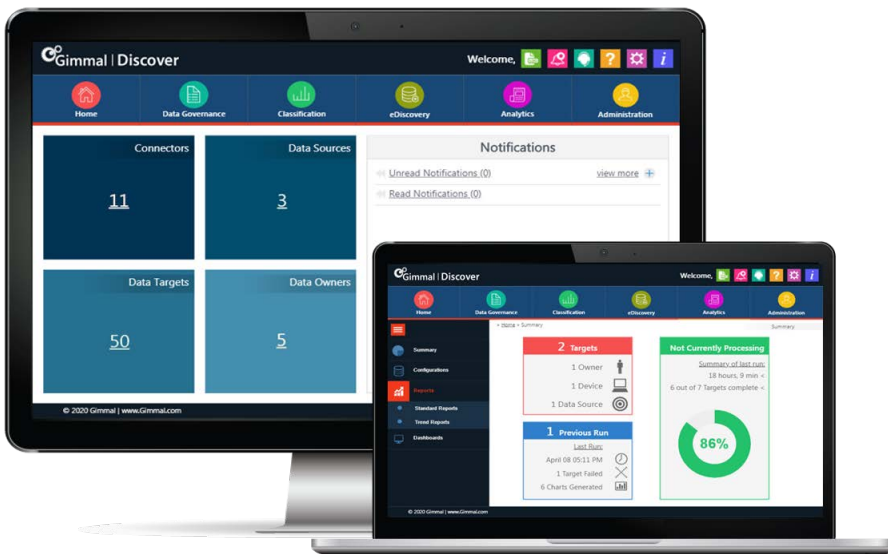 Gimmal | Discover
Welcome,
?
i
Home
Data Governance
Classification
eDiscovery
Analytics
Administration
Connectors
11
Data Sources
3
Data Targets
50
Data Owners
5
Notifications
Unread Notifications (0)
view more
Read Notifications (0)
© 2020 Gimmal | www.Gimmal.com
Gimmal | Discover
Welcome,
?
i
Home
Data Governance
Classification
eDiscovery
Analytics
Administration
> Home > Summary
Summary
Summary
Configurations
Reports
Standard Reports
Trend Reports
Dashboards
2 Targets
1 Owner
1 Device
1 Data Source
1 Previous Run
Last Run:
April 08 05:11 PM
1 Target Failed
6 Charts Generated
Not Currently Processing
Summary of last run:
18 hours, 9 min <
6 out of 7 Targets complete <
86%
© 2020 Gimmal | www.Gimmal.com